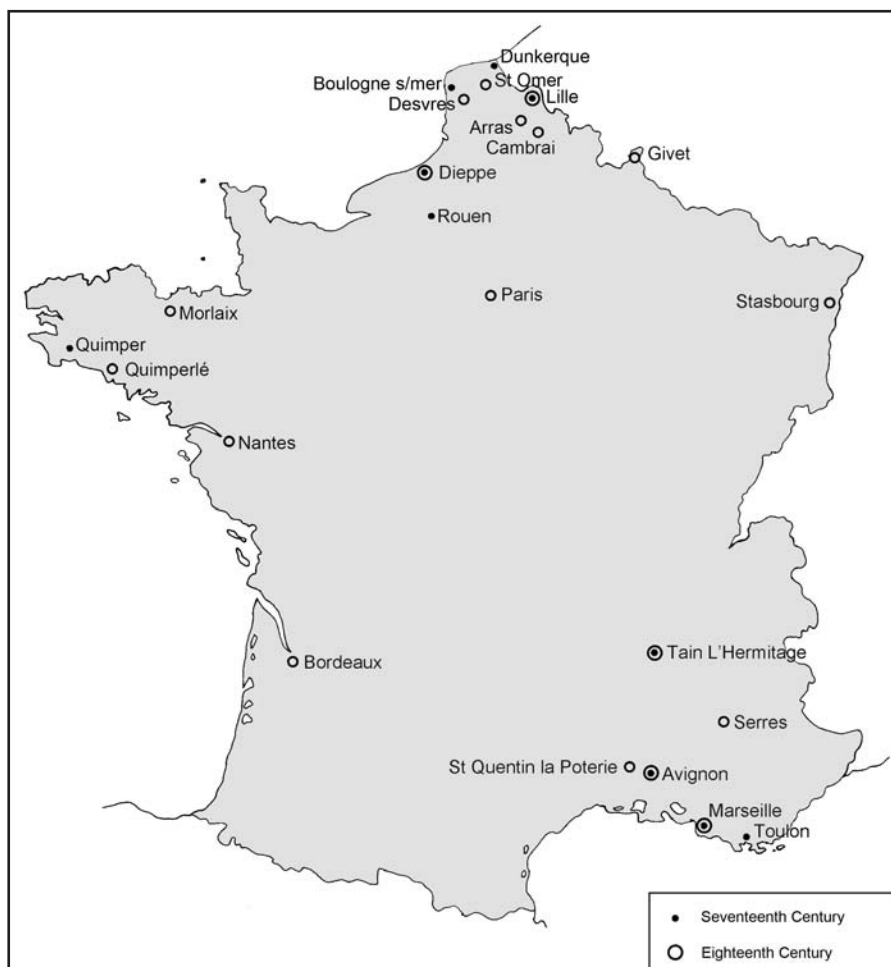 Dunkerque
Boulogne s/mer
St Omer
Desvres
Lille
Arras
Cambrai
Givet
Dieppe
Rouen
Paris
Stasbourg
Morlaix
Quimper
Quimperlé
Nantes
Bordeaux
Tain L'Hermitage
Serres
St Quentin la Poterie
Avignon
Marseille
Toulon
Seventeenth Century
Eighteenth Century